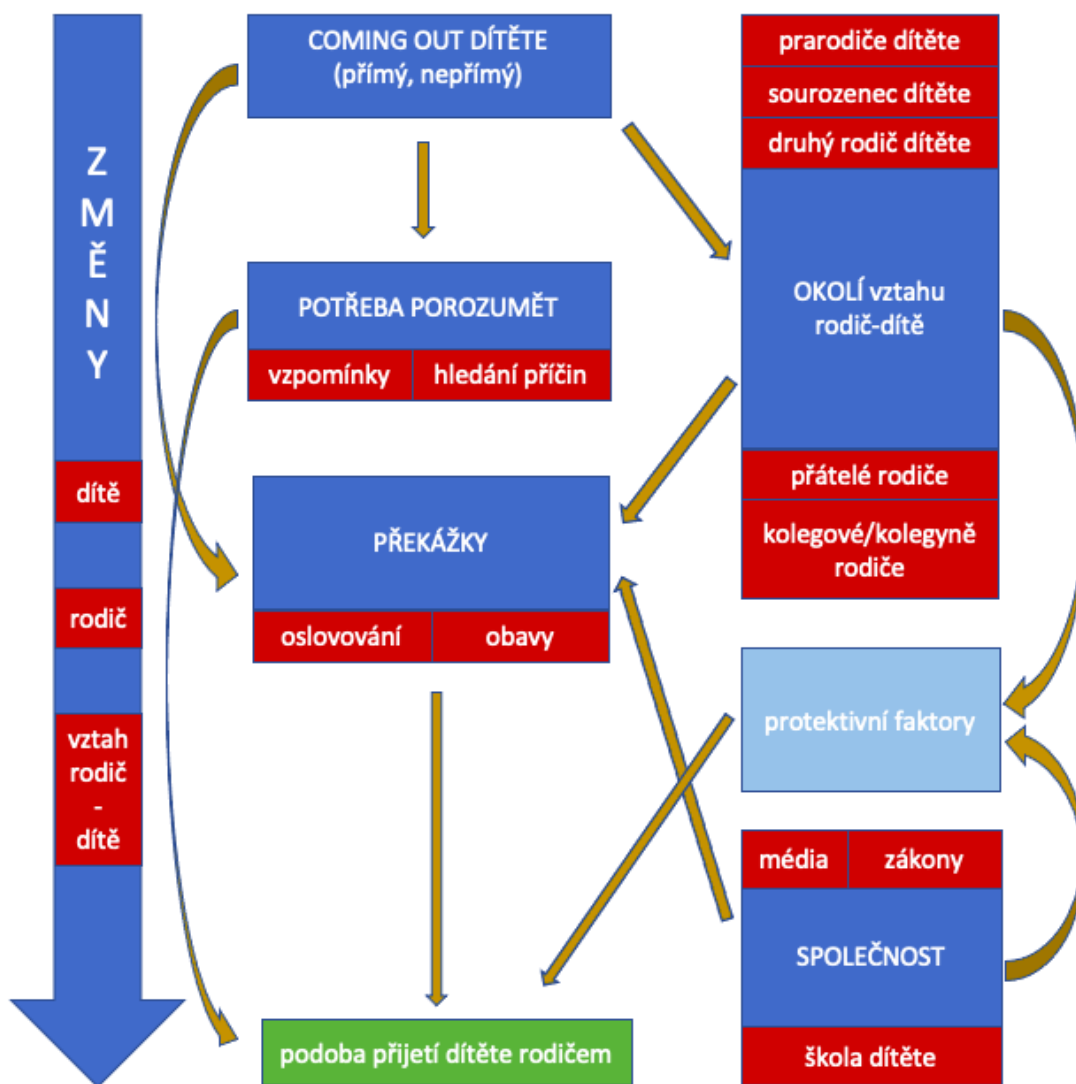 Z
M
Ě
N
Y
dítě
rodič
vztah
rodič
-
dítě
COMING OUT DÍTĚTE
(přímý, nepřímý)
POTŘEBA POROZUMĚT
vzpomínky
hledání příčin
PŘEKÁŽKY
oslovování
obavy
podoba přijetí dítěte rodičem
prarodiče dítěte
sourozenec dítěte
druhý rodič dítěte
OKOLÍ vztahu
rodič-dítě
přátelé rodiče
kolegové/kolegyně
rodiče
protektivní faktory
média
zákony
SPOLEČNOST
škola dítěte